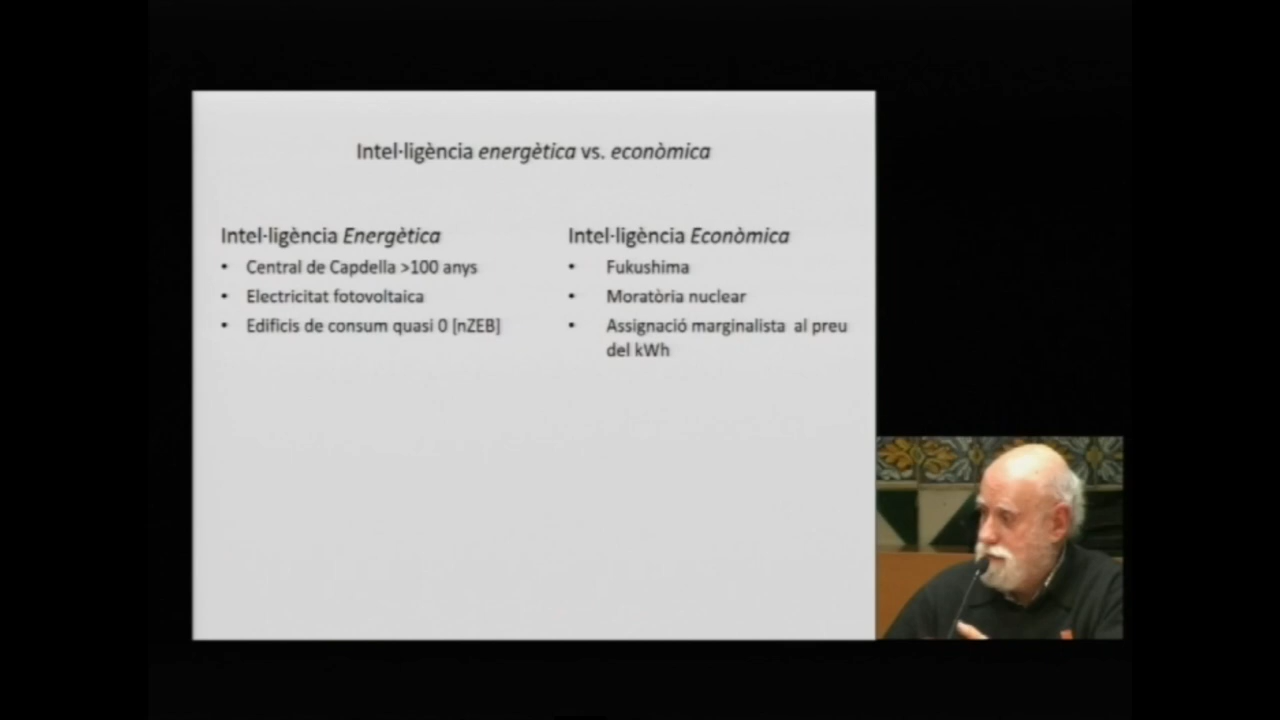 Intel·ligència energètica vs. econòmica
Intel·ligència Energètica
• Central de Capdella >100 anys
• Electricitat fotovoltaica
• Edificis de consum quasi 0 [nZEB]
Intel·ligència Econòmica
• Fukushima
• Moratòria nuclear
• Assignació marginalista al preu
del kWh